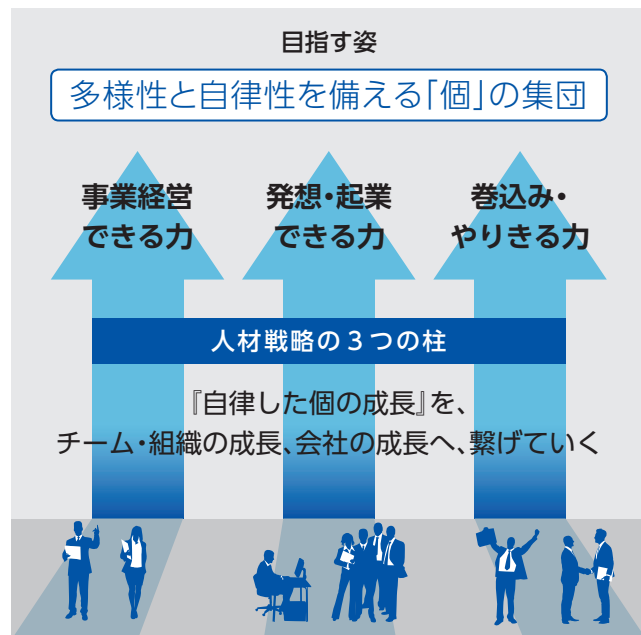 目指す姿
多様性と自律性を備える「個」の集団
事業経営
できる力
発想・起業
できる力
巻込み・
やりきる力
人材戦略の3つの柱
『自律した個の成長』を、
チーム・組織の成長、会社の成長へ、繋げていく